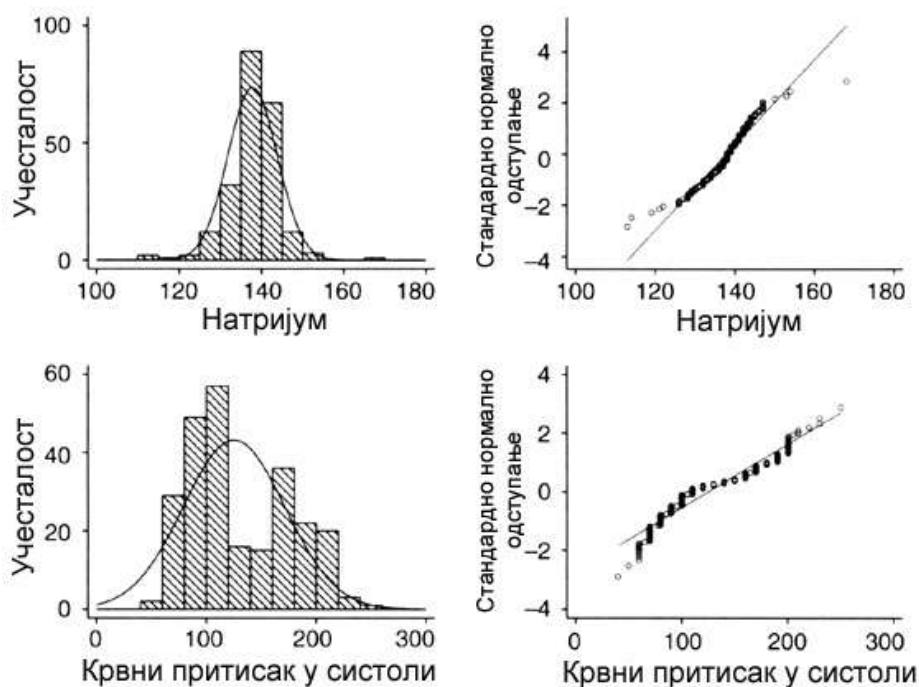 100
50
0
Учесталост
100 120 140 160 180
Натријум
4
2
0
−2
−4
Стандардно нормално
одступање
100 120 140 160 180
Натријум
60
40
20
0
Учесталост
0 100 200 300
Крвни притисак у систоли
4
2
0
−2
−4
Стандардно нормално
одступање
0 100 200 300
Крвни притисак у систоли